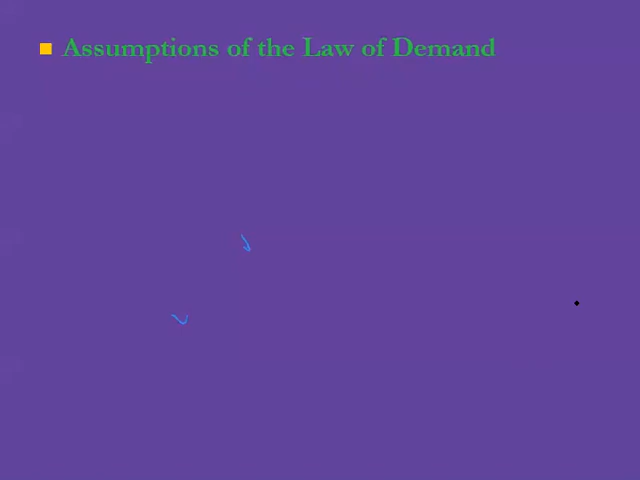 Assumptions of the Law of Demand